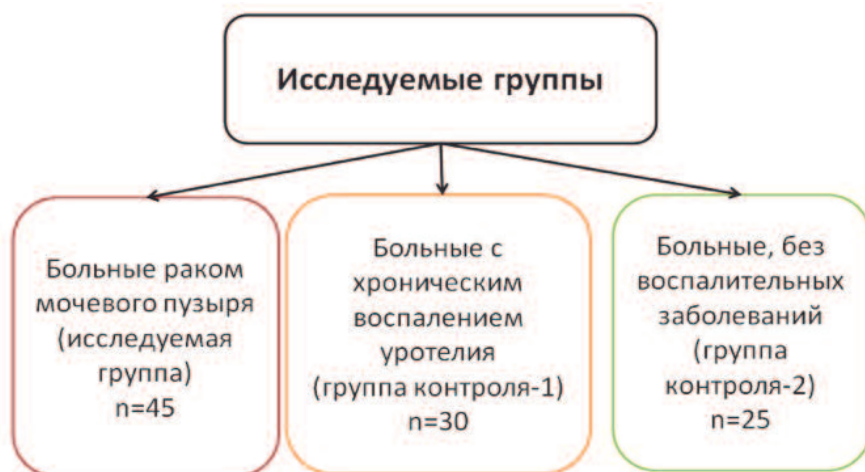 Исследуемые группы
Больные раком
мочевого пузыря
(исследуемая
группа)
n=45
Больные с
хроническим
воспалением
уротелия
(группа контроля-1)
n=30
Больные, без
воспалительных
заболеваний
(группа
контроля-2)
n=25